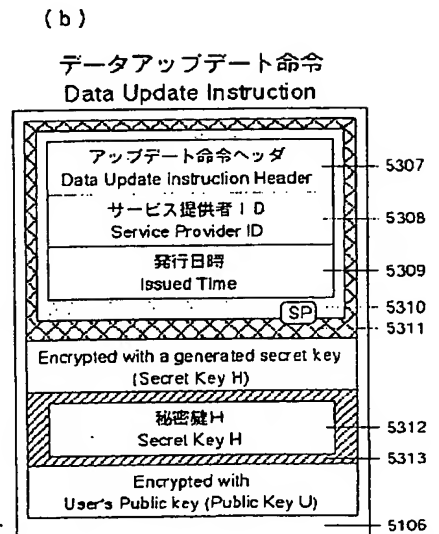 (b)
データアップデート命令
Data Update Instruction
アップデート命令ヘッダ
Data Update Instruction Header
5307
サービス提供者ID
Service Provider ID
5308
発行日時
Issued Time
5309
SP
5310
5311
Encrypted with a generated secret key
(Secret Key H)
秘密鍵H
Secret Key H
5312
5313
Encrypted with
User's Public key (Public Key U)
5106